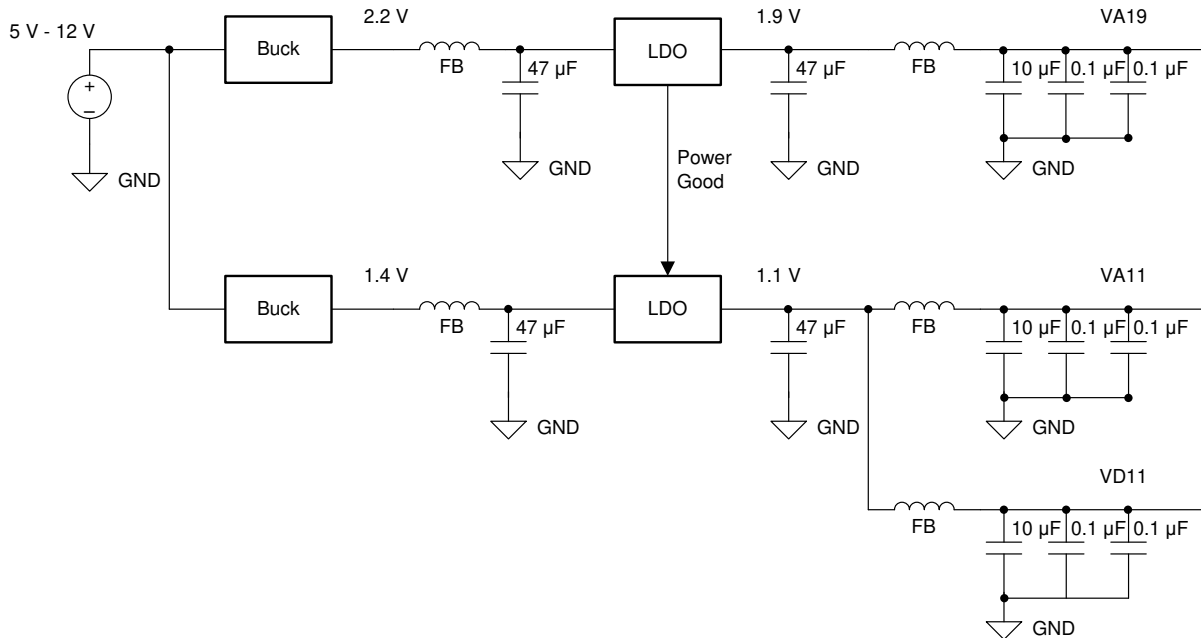 5 V - 12 V
2.2 V
1.9 V
VA19
Buck
FB
47 µF
LDO
47 µF
FB
10 µF
0.1 µF
0.1 µF
+
–
GND
GND
Power
Good
GND
GND
1.4 V
1.1 V
VA11
Buck
FB
47 µF
LDO
47 µF
FB
10 µF
0.1 µF
0.1 µF
GND
GND
GND
VD11
FB
10 µF
0.1 µF
0.1 µF
GND